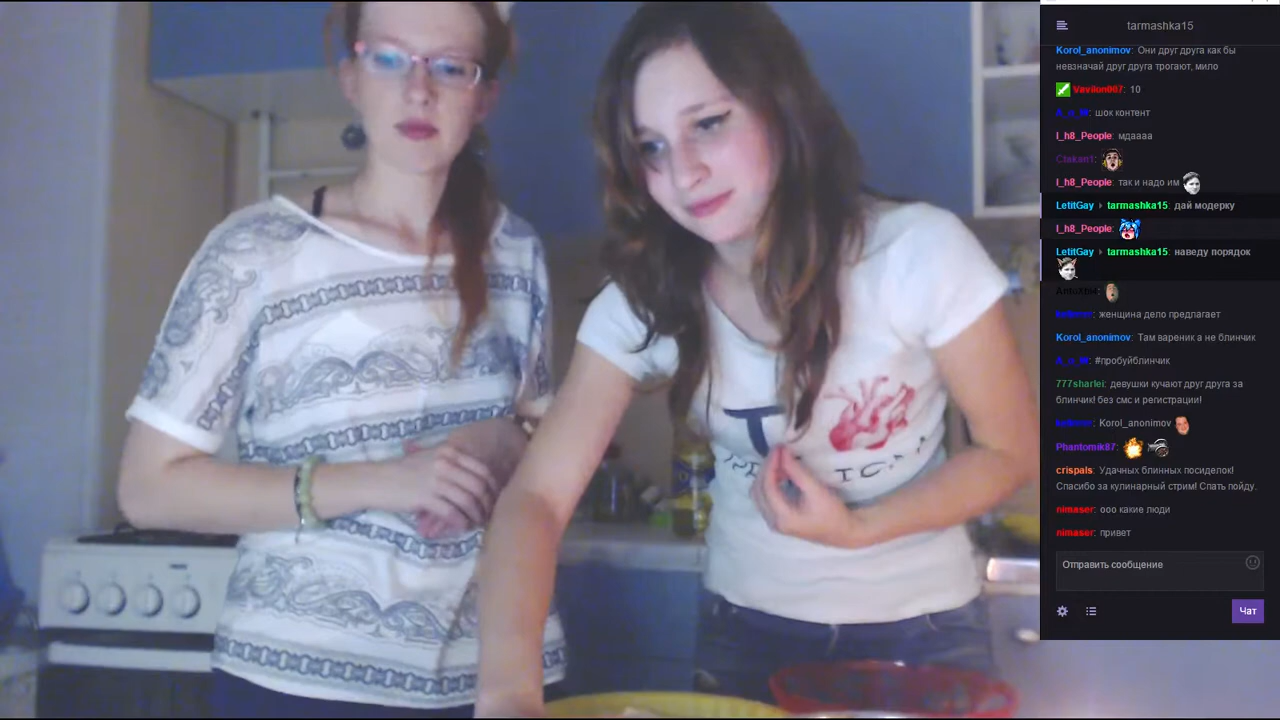 tarmashka15
Korol_anonimov: Они друг друга как бы
невзначай друг друга трогают, мило
Vavilon007: 10
A_o_M: шок контент
I_h8_People: мдаааа
I_h8_People: так и надо им
LetitGay tarmashka15: дай модерку
I_h8_People:
LetitGay tarmashka15: наведу порядок
женщина дело предлагает
Korol_anonimov: Там вареник а не блинчик
#пробуйблинчик
777sharlei: девушки кучают друг друга за
блинчик! без смс и регистрации!
Korol_anonimov
Phantomik87:
crispals: Удачных блинных посиделок!
Спасибо за кулинарный стрим! Спать пойду.
nimaser: ооо какие люди
nimaser: привет
Отправить сообщение
Чат